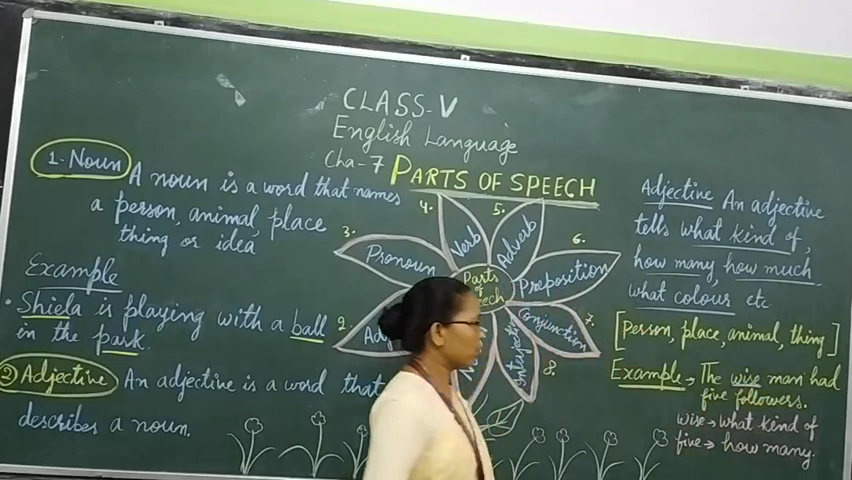 CLASS-V
English Language
Cha-7 PARTS OF SPEECH
1. Noun A noun is a word that names
a person, animal, place
thing or idea
Example
Shiela is playing with a ball
in the park.
② Adjective An adjective is a word that
describes a noun.
2.
3. Pronoun
4. Verb
5. Adverb
6. Preposition
7. Conjunction
8. Interjection
Parts
of
Adjective An adjective
tells what kind of,
how many, how much
what colours etc
[Person, place, animal, thing]
Example → The wise man had
five followers.
wise → what kind of
five → how many.